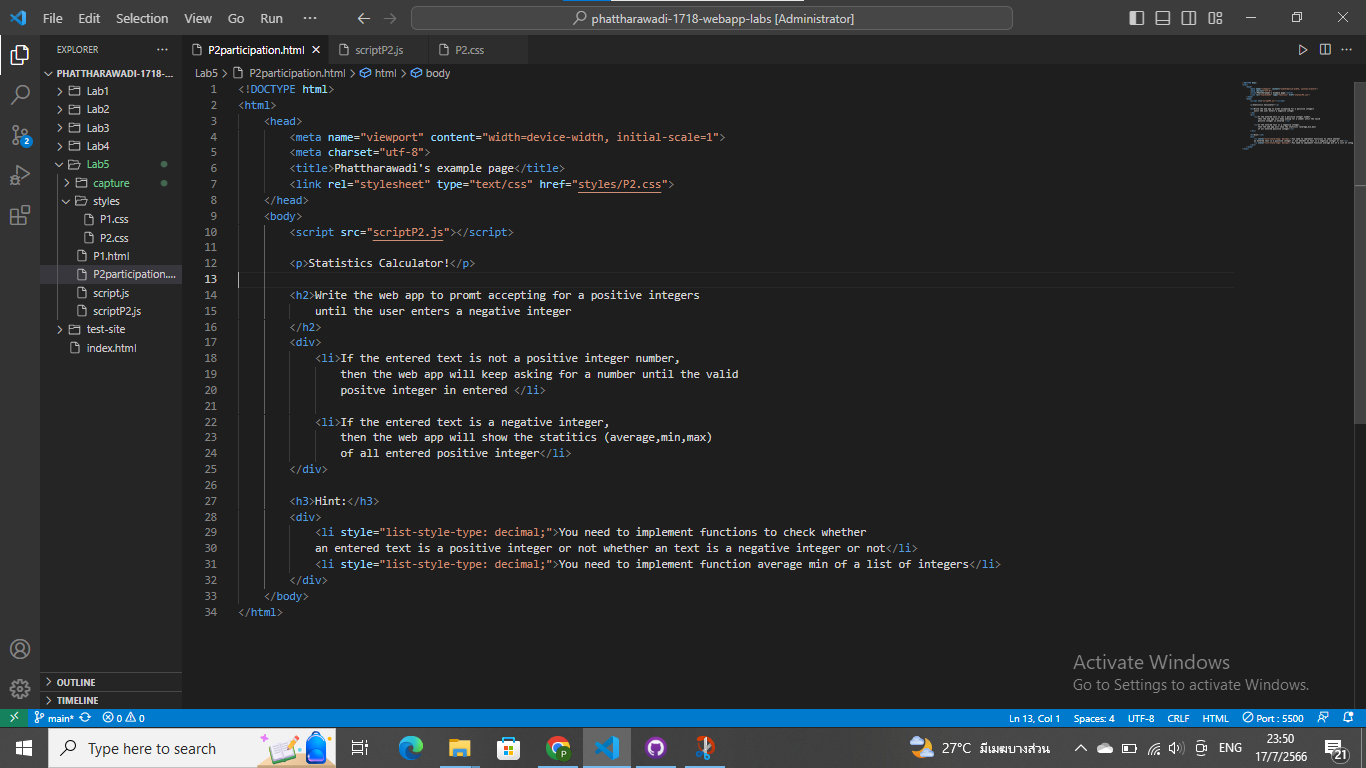 File Edit Selection View Go Run ··· phattharawadi-1718-webapp-labs [Administrator]
EXPLORER ···
PHATTHARAWADI-1718-...
Lab1
Lab2
Lab3
Lab4
Lab5
capture
styles
P1.css
P2.css
P1.html
P2participation....
script.js
scriptP2.js
test-site
index.html
OUTLINE
TIMELINE
2
P2participation.html scriptP2.js P2.css
Lab5 > P2participation.html > html > body
1 <!DOCTYPE html>
2 <html>
3 <head>
4 <meta name="viewport" content="width=device-width, initial-scale=1">
5 <meta charset="utf-8">
6 <title>Phattharawadi's example page</title>
7 <link rel="stylesheet" type="text/css" href="styles/P2.css">
8 </head>
9 <body>
10 <script src="scriptP2.js"></script>
11
12 <p>Statistics Calculator!</p>
13
14 <h2>Write the web app to promt accepting for a positive integers
15 until the user enters a negative integer
16 </h2>
17 <div>
18 <li>If the entered text is not a positive integer number,
19 then the web app will keep asking for a number until the valid
20 positve integer in entered </li>
21
22 <li>If the entered text is a negative integer,
23 then the web app will show the statitics (average,min,max)
24 of all entered positive integer</li>
25 </div>
26
27 <h3>Hint:</h3>
28 <div>
29 <li style="list-style-type: decimal;">You need to implement functions to check whether
30 an entered text is a positive integer or not whether an text is a negative integer or not</li>
31 <li style="list-style-type: decimal;">You need to implement function average min of a list of integers</li>
32 </div>
33 </body>
34 </html>
Activate Windows
Go to Settings to activate Windows.
main* 0 0 Ln 13, Col 1 Spaces: 4 UTF-8 CRLF HTML Port : 5500
Type here to search 27°C มีเมฆบางส่วน ENG 23:50
17/7/2566
21